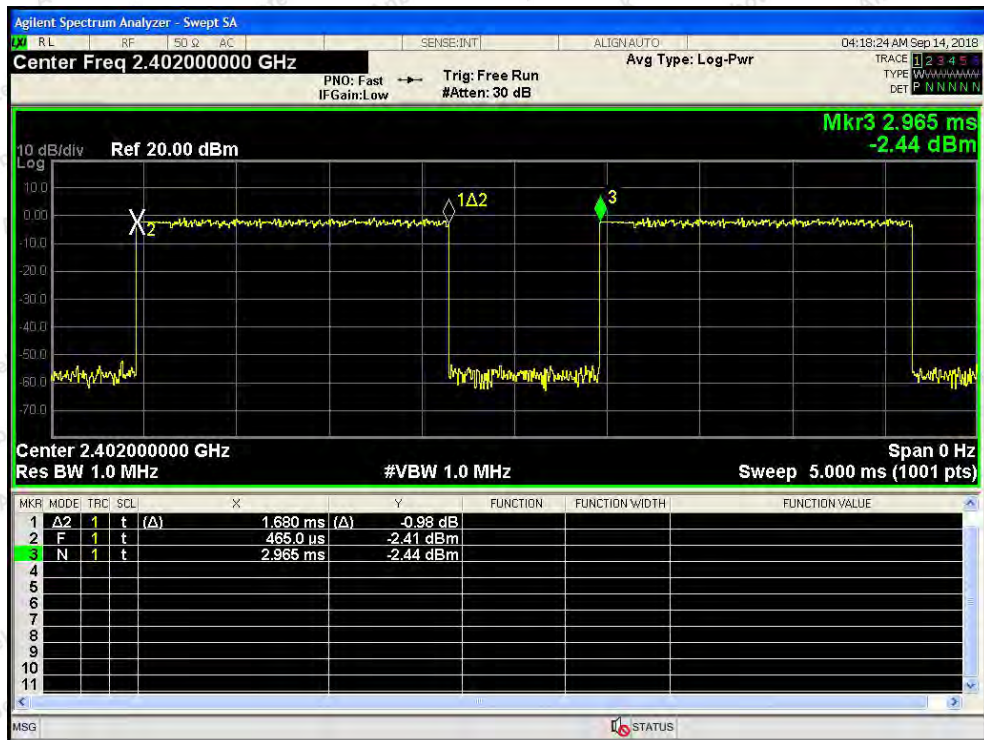 Agilent Spectrum Analyzer - Swept SA
LXI RL RF 50 Ω AC SENSE:INT ALIGN AUTO 04:18:24 AM Sep 14, 2018
Center Freq 2.402000000 GHz Avg Type: Log-Pwr TRACE 1 2 3 4 5 6
PNO: Fast Trig: Free Run TYPE WWWWWW
IFGain:Low #Atten: 30 dB DET P N N N N N
Mkr3 2.965 ms
10 dB/div Ref 20.00 dBm -2.44 dBm
Log
10.0
1Δ2 3
0.00
2
-10.0
-20.0
-30.0
-40.0
-50.0
-60.0
-70.0
Center 2.402000000 GHz Span 0 Hz
Res BW 1.0 MHz #VBW 1.0 MHz Sweep 5.000 ms (1001 pts)
MKR MODE TRC SCL X Y FUNCTION FUNCTION WIDTH FUNCTION VALUE
1 Δ2 1 t (Δ) 1.680 ms (Δ) -0.98 dB
2 F 1 t 465.0 µs -2.41 dBm
3 N 1 t 2.965 ms -2.44 dBm
4
5
6
7
8
9
10
11
MSG STATUS